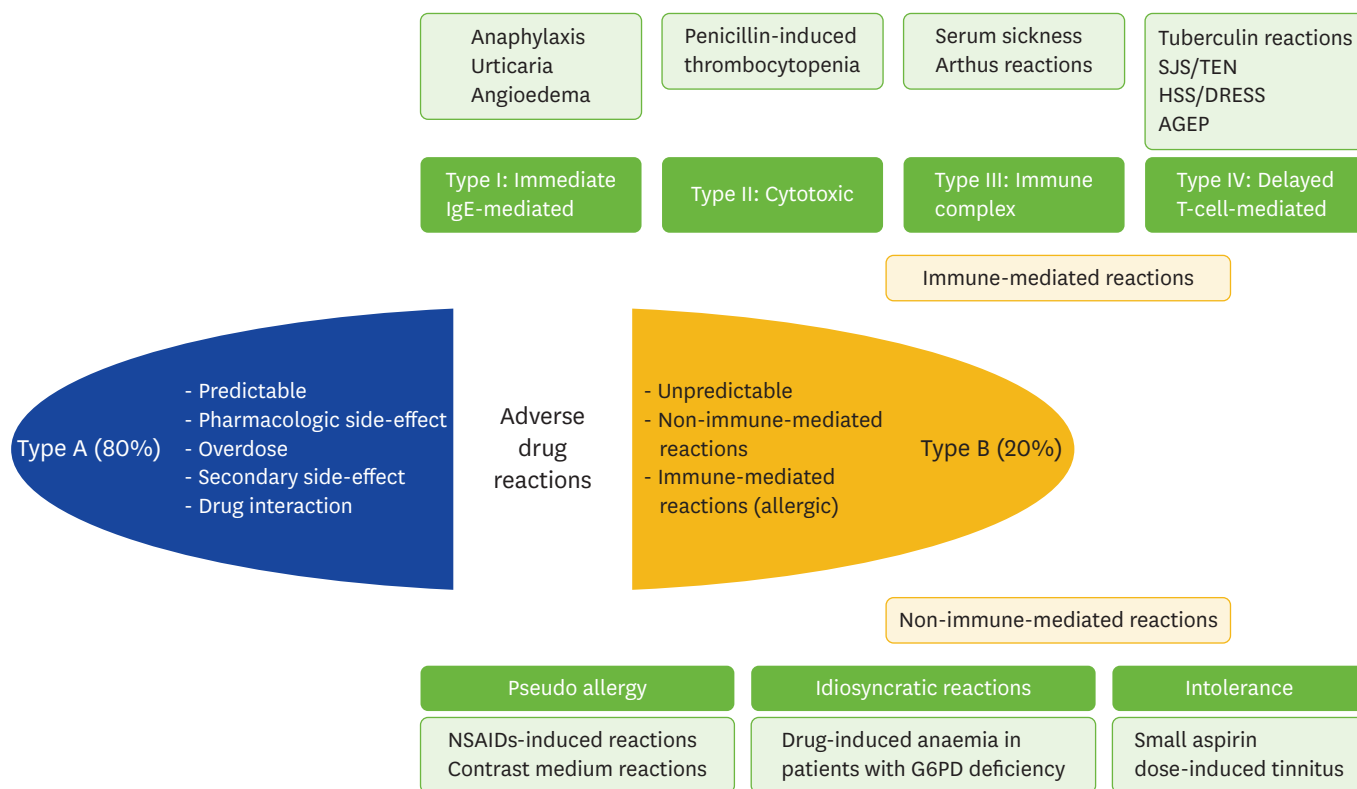 Anaphylaxis
Urticaria
Angioedema
Penicillin-induced
thrombocytopenia
Serum sickness
Arthus reactions
Tuberculin reactions
SJS/TEN
HSS/DRESS
AGEP
Type I: Immediate
IgE-mediated
Type II: Cytotoxic
Type III: Immune
complex
Type IV: Delayed
T-cell-mediated
Immune-mediated reactions
Type A (80%)
- Predictable
- Pharmacologic side-effect
- Overdose
- Secondary side-effect
- Drug interaction
Adverse
drug
reactions
- Unpredictable
- Non-immune-mediated
reactions
- Immune-mediated
reactions (allergic)
Type B (20%)
Non-immune-mediated reactions
Pseudo allergy
Idiosyncratic reactions
Intolerance
NSAIDs-induced reactions
Contrast medium reactions
Drug-induced anaemia in
patients with G6PD deficiency
Small aspirin
dose-induced tinnitus